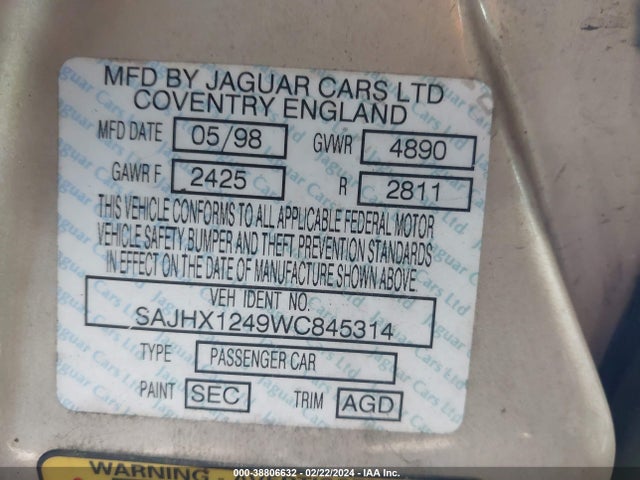 MFD BY JAGUAR CARS LTD
COVENTRY ENGLAND
MFD DATE 05/98 GVWR 4890
GAWR F 2425 R 2811
THIS VEHICLE CONFORMS TO ALL APPLICABLE FEDERAL MOTOR
VEHICLE SAFETY, BUMPER AND THEFT PREVENTION STANDARDS
IN EFFECT ON THE DATE OF MANUFACTURE SHOWN ABOVE.
VEH IDENT NO.
SAJHX1249WC845314
TYPE PASSENGER CAR
PAINT SEC TRIM AGD
WARNING
000-38806632 - 02/22/2024 - IAA Inc.